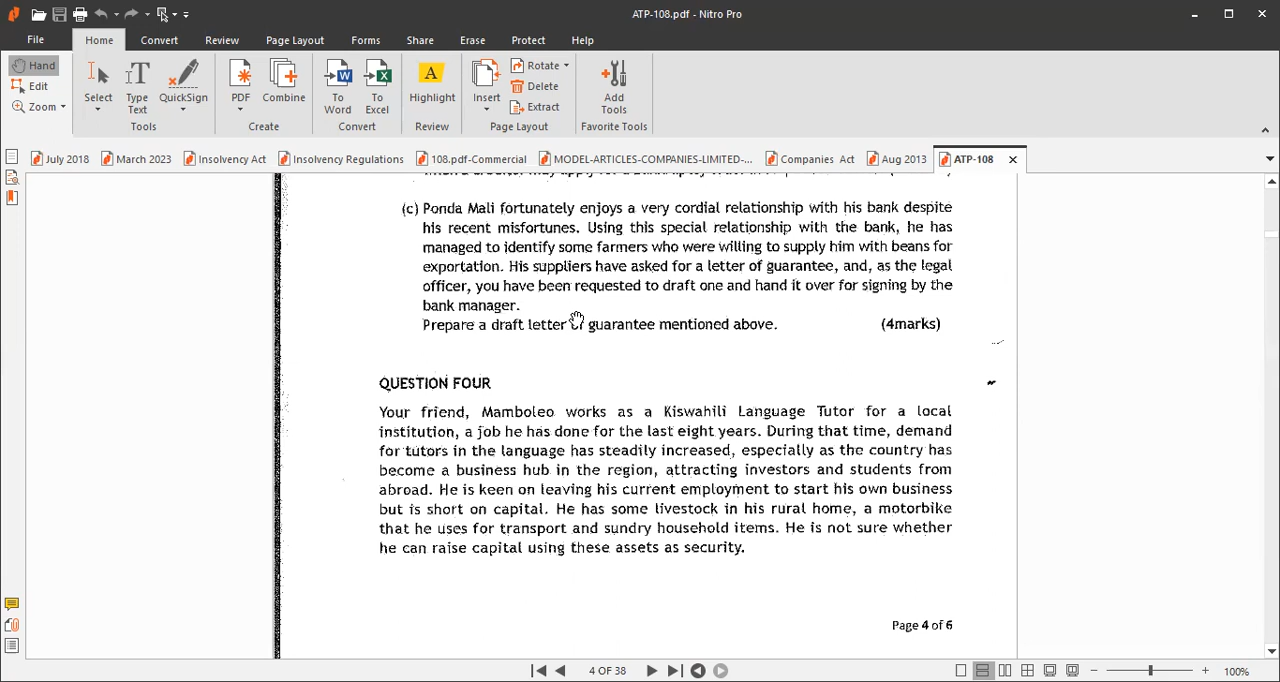 ATP-108.pdf - Nitro Pro
File Home Convert Review Page Layout Forms Share Erase Protect Help
Hand
Edit
Zoom
Select
Type Text
QuickSign
Tools
PDF
Combine
Create
To Word
To Excel
Convert
Highlight
Review
Insert
Rotate
Delete
Extract
Page Layout
Add Tools
Favorite Tools
July 2018 March 2023 Insolvency Act Insolvency Regulations 108.pdf-Commercial MODEL-ARTICLES-COMPANIES-LIMITED-... Companies Act Aug 2013 ATP-108
(c) Ponda Mali fortunately enjoys a very cordial relationship with his bank despite
his recent misfortunes. Using this special relationship with the bank, he has
managed to identify some farmers who were willing to supply him with beans for
exportation. His suppliers have asked for a letter of guarantee, and, as the legal
officer, you have been requested to draft one and hand it over for signing by the
bank manager.
Prepare a draft letter of guarantee mentioned above. (4marks)
QUESTION FOUR
Your friend, Mamboleo works as a Kiswahili Language Tutor for a local
institution, a job he has done for the last eight years. During that time, demand
for tutors in the language has steadily increased, especially as the country has
become a business hub in the region, attracting investors and students from
abroad. He is keen on leaving his current employment to start his own business
but is short on capital. He has some livestock in his rural home, a motorbike
that he uses for transport and sundry household items. He is not sure whether
he can raise capital using these assets as security.
Page 4 of 6
4 OF 38
100%